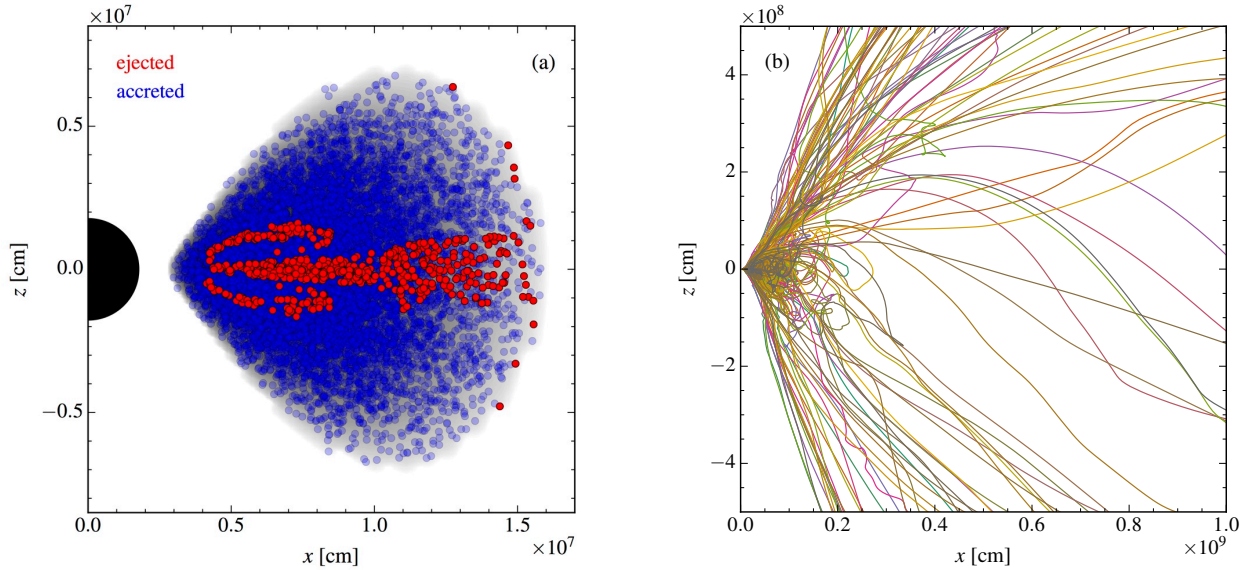 ×10⁷
ejected
accreted
(a)
0.5
0.0
−0.5
z [cm]
0.0 0.5 1.0 1.5
×10⁷
x [cm]
×10⁸
(b)
4
2
0
−2
−4
z [cm]
0.0 0.2 0.4 0.6 0.8 1.0
×10⁹
x [cm]